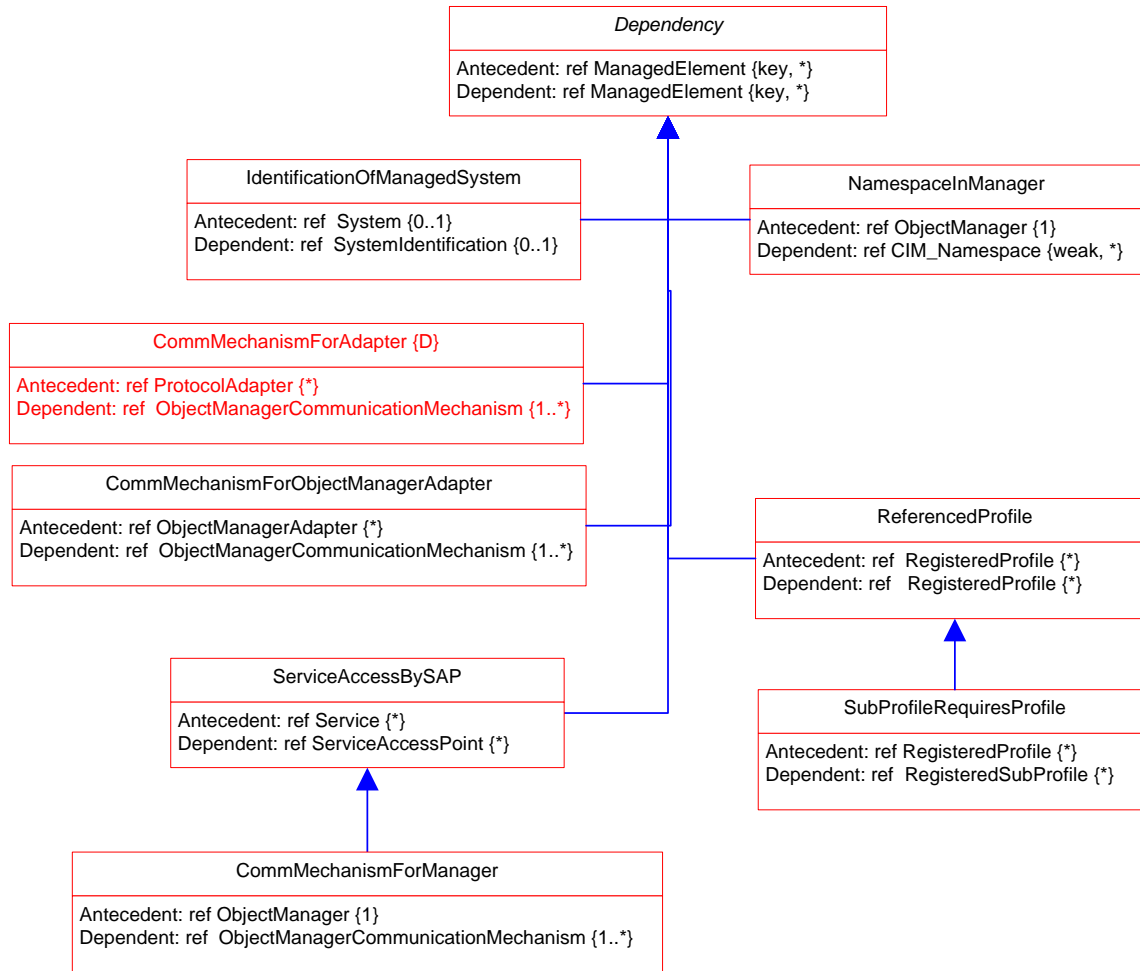 Dependency
Antecedent: ref ManagedElement {key, *}
Dependent: ref ManagedElement {key, *}
IdentificationOfManagedSystem
Antecedent: ref System {0..1}
Dependent: ref SystemIdentification {0..1}
NamespaceInManager
Antecedent: ref ObjectManager {1}
Dependent: ref CIM_Namespace {weak, *}
CommMechanismForAdapter {D}
Antecedent: ref ProtocolAdapter {*}
Dependent: ref ObjectManagerCommunicationMechanism {1..*}
CommMechanismForObjectManagerAdapter
Antecedent: ref ObjectManagerAdapter {*}
Dependent: ref ObjectManagerCommunicationMechanism {1..*}
ReferencedProfile
Antecedent: ref RegisteredProfile {*}
Dependent: ref RegisteredProfile {*}
ServiceAccessBySAP
Antecedent: ref Service {*}
Dependent: ref ServiceAccessPoint {*}
SubProfileRequiresProfile
Antecedent: ref RegisteredProfile {*}
Dependent: ref RegisteredSubProfile {*}
CommMechanismForManager
Antecedent: ref ObjectManager {1}
Dependent: ref ObjectManagerCommunicationMechanism {1..*}